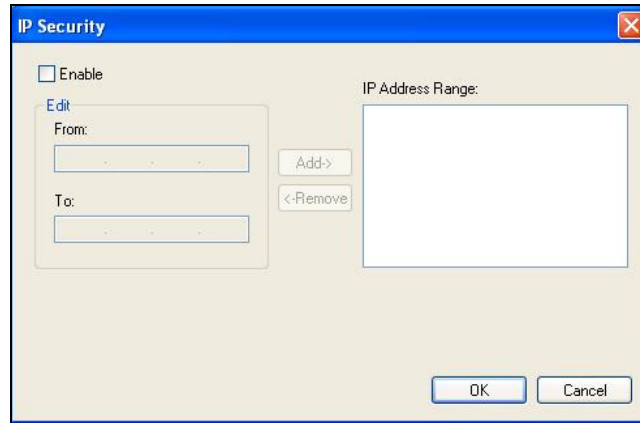 IP Security
Enable
Edit
From:
. . .
To:
. . .
Add->
<-Remove
IP Address Range:
OK
Cancel